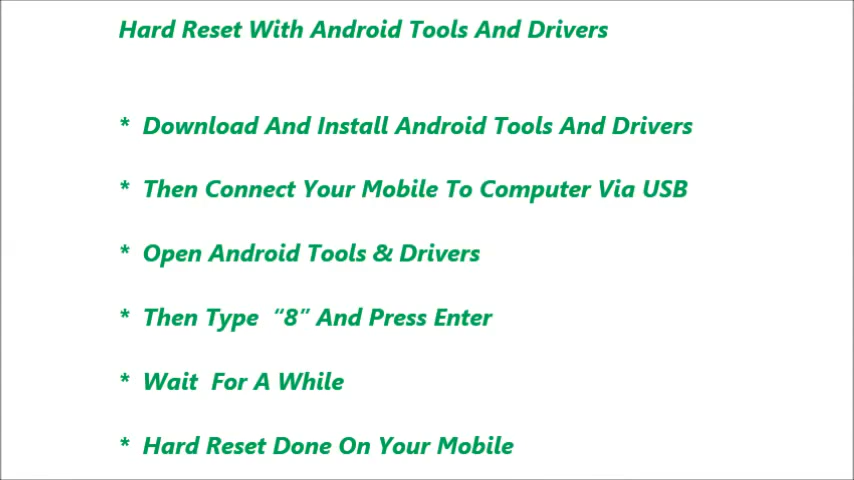 Hard Reset With Android Tools And Drivers
* Download And Install Android Tools And Drivers
* Then Connect Your Mobile To Computer Via USB
* Open Android Tools & Drivers
* Then Type “8” And Press Enter
* Wait For A While
* Hard Reset Done On Your Mobile